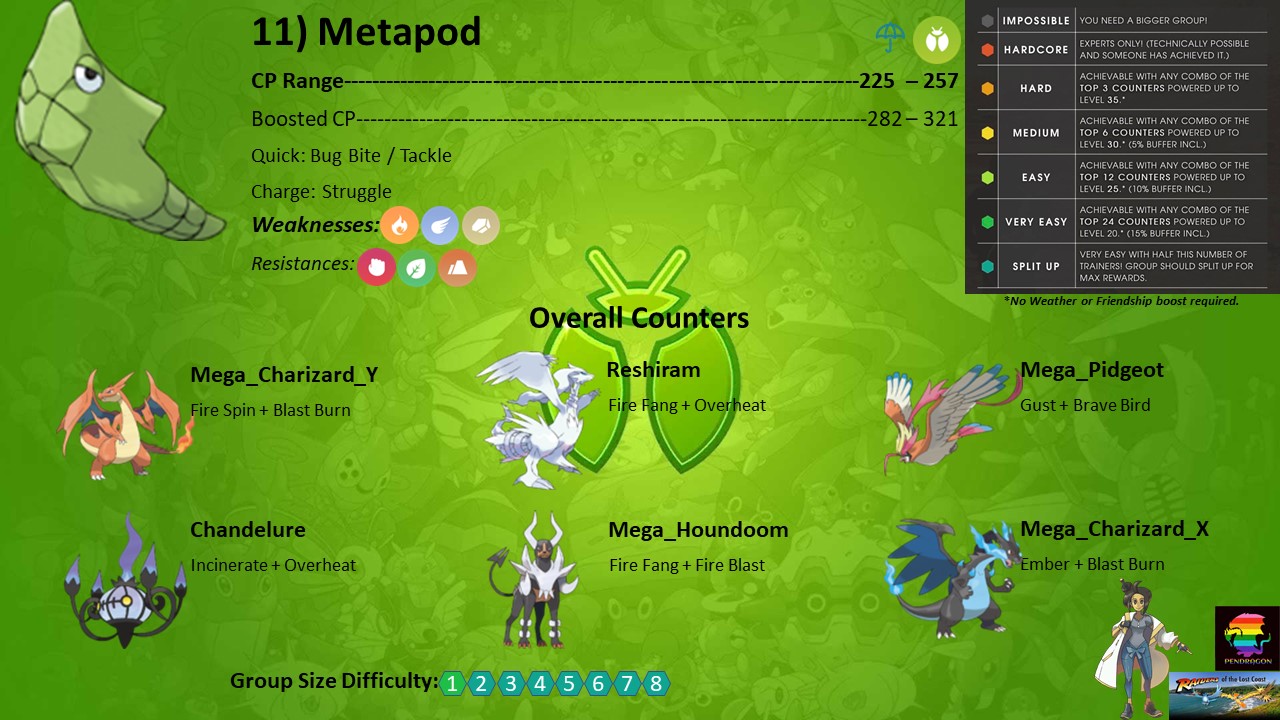 11) Metapod
CP Range--------------------------------------------------------------------------225 – 257
Boosted CP-------------------------------------------------------------------------282 – 321
Quick: Bug Bite / Tackle
Charge: Struggle
Weaknesses:
Resistances:
IMPOSSIBLE YOU NEED A BIGGER GROUP!
HARDCORE EXPERTS ONLY! (TECHNICALLY POSSIBLE
AND SOMEONE HAS ACHIEVED IT.)
HARD ACHIEVABLE WITH ANY COMBO OF THE
TOP 3 COUNTERS POWERED UP TO
LEVEL 35.*
MEDIUM ACHIEVABLE WITH ANY COMBO OF THE
TOP 6 COUNTERS POWERED UP TO
LEVEL 30.* (5% BUFFER INCL.)
EASY ACHIEVABLE WITH ANY COMBO OF THE
TOP 12 COUNTERS POWERED UP TO
LEVEL 25.* (10% BUFFER INCL.)
VERY EASY ACHIEVABLE WITH ANY COMBO OF THE
TOP 24 COUNTERS POWERED UP TO
LEVEL 20.* (15% BUFFER INCL.)
SPLIT UP VERY EASY WITH HALF THIS NUMBER OF
TRAINERS! GROUP SHOULD SPLIT UP FOR
MAX REWARDS.
*No Weather or Friendship boost required.
Overall Counters
Mega_Charizard_Y
Fire Spin + Blast Burn
Reshiram
Fire Fang + Overheat
Mega_Pidgeot
Gust + Brave Bird
Chandelure
Incinerate + Overheat
Mega_Houndoom
Fire Fang + Fire Blast
Mega_Charizard_X
Ember + Blast Burn
Group Size Difficulty: 1 2 3 4 5 6 7 8
PENDRAGON
RAIDERS of the Lost Coast